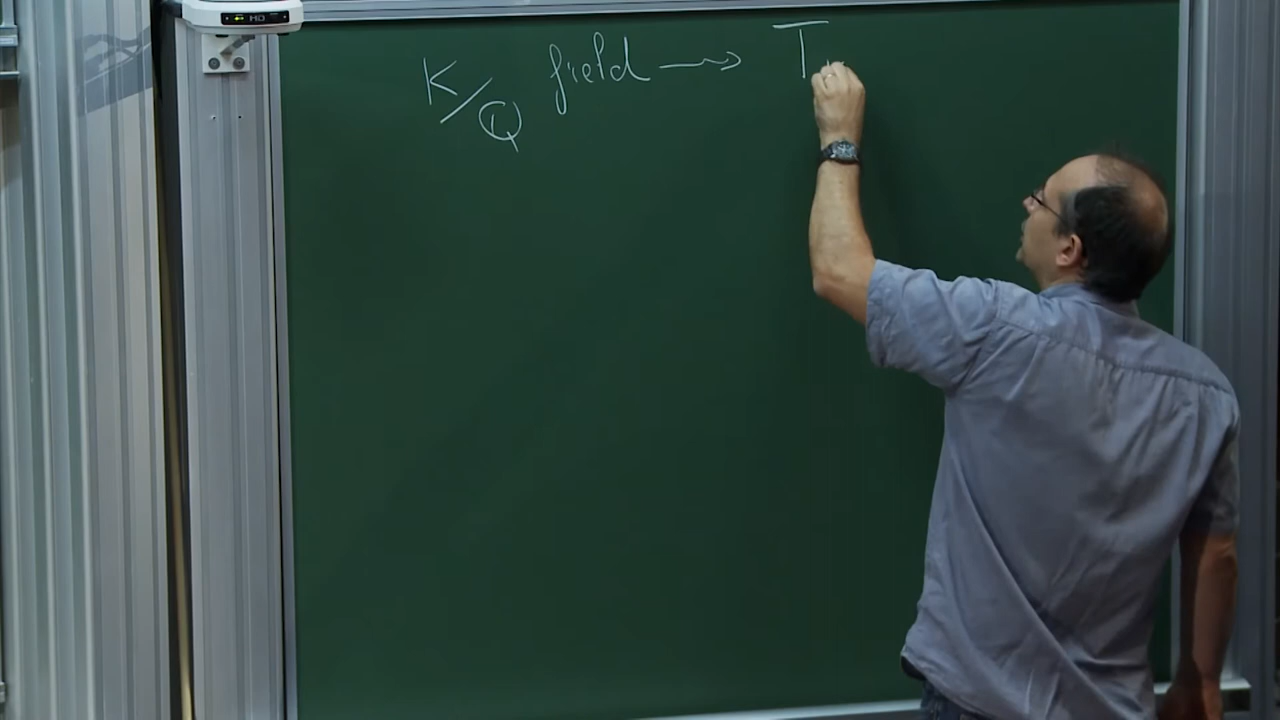 K/Q field → T